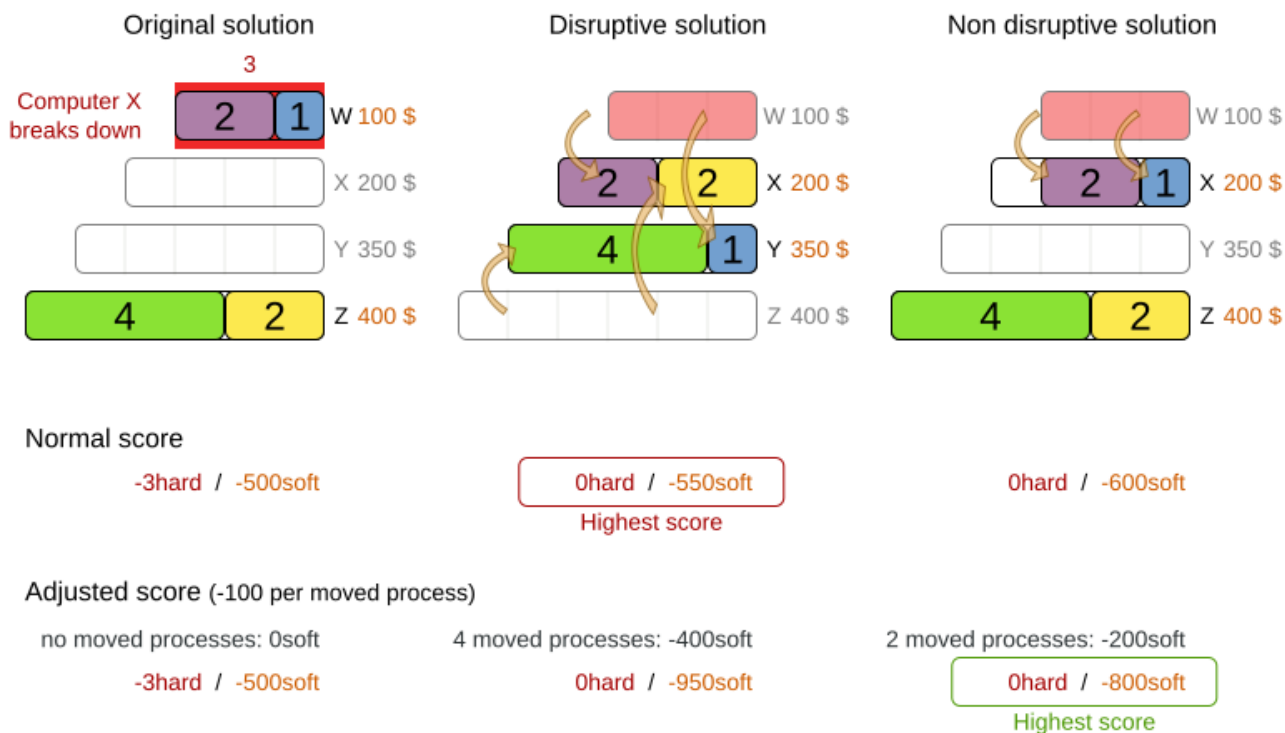 Original solution
Disruptive solution
Non disruptive solution
3
Computer X
breaks down
2 1 W 100 $
X 200 $
Y 350 $
4 2 Z 400 $
W 100 $
2 2 X 200 $
4 1 Y 350 $
Z 400 $
W 100 $
2 1 X 200 $
Y 350 $
4 2 Z 400 $
Normal score
-3hard / -500soft
0hard / -550soft
Highest score
0hard / -600soft
Adjusted score (-100 per moved process)
no moved processes: 0soft
-3hard / -500soft
4 moved processes: -400soft
0hard / -950soft
2 moved processes: -200soft
0hard / -800soft
Highest score